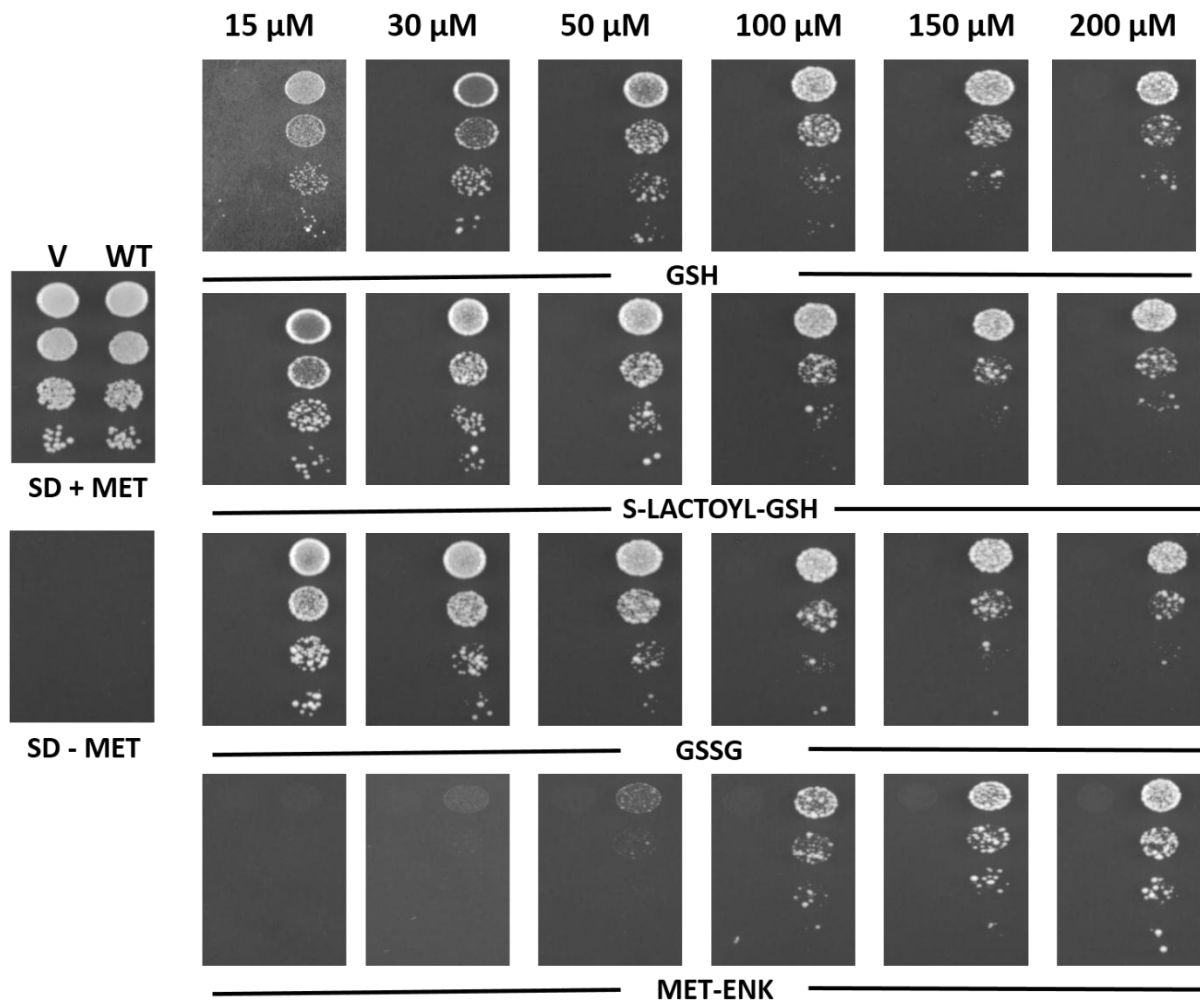 15 µM 30 µM 50 µM 100 µM 150 µM 200 µM
GSH
V WT
SD + MET
S-LACTOYL-GSH
SD - MET
GSSG
MET-ENK